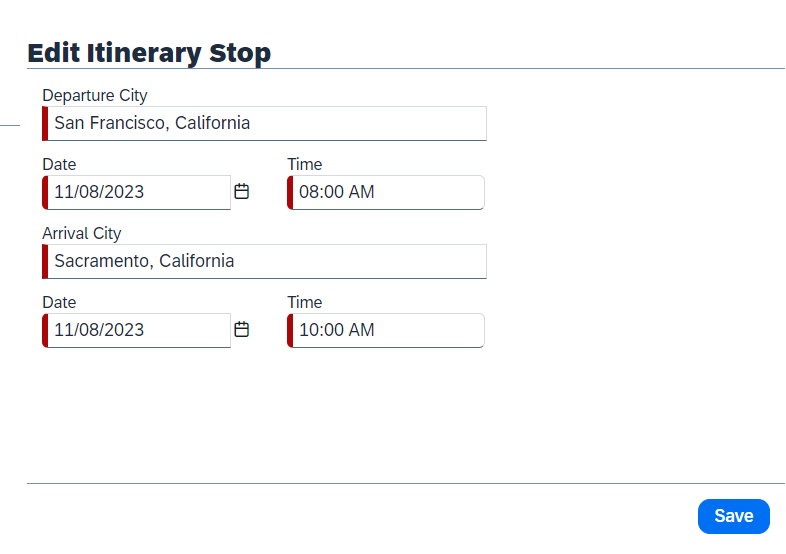 Edit Itinerary Stop
Departure City
San Francisco, California
Date Time
11/08/2023 08:00 AM
Arrival City
Sacramento, California
Date Time
11/08/2023 10:00 AM
Save